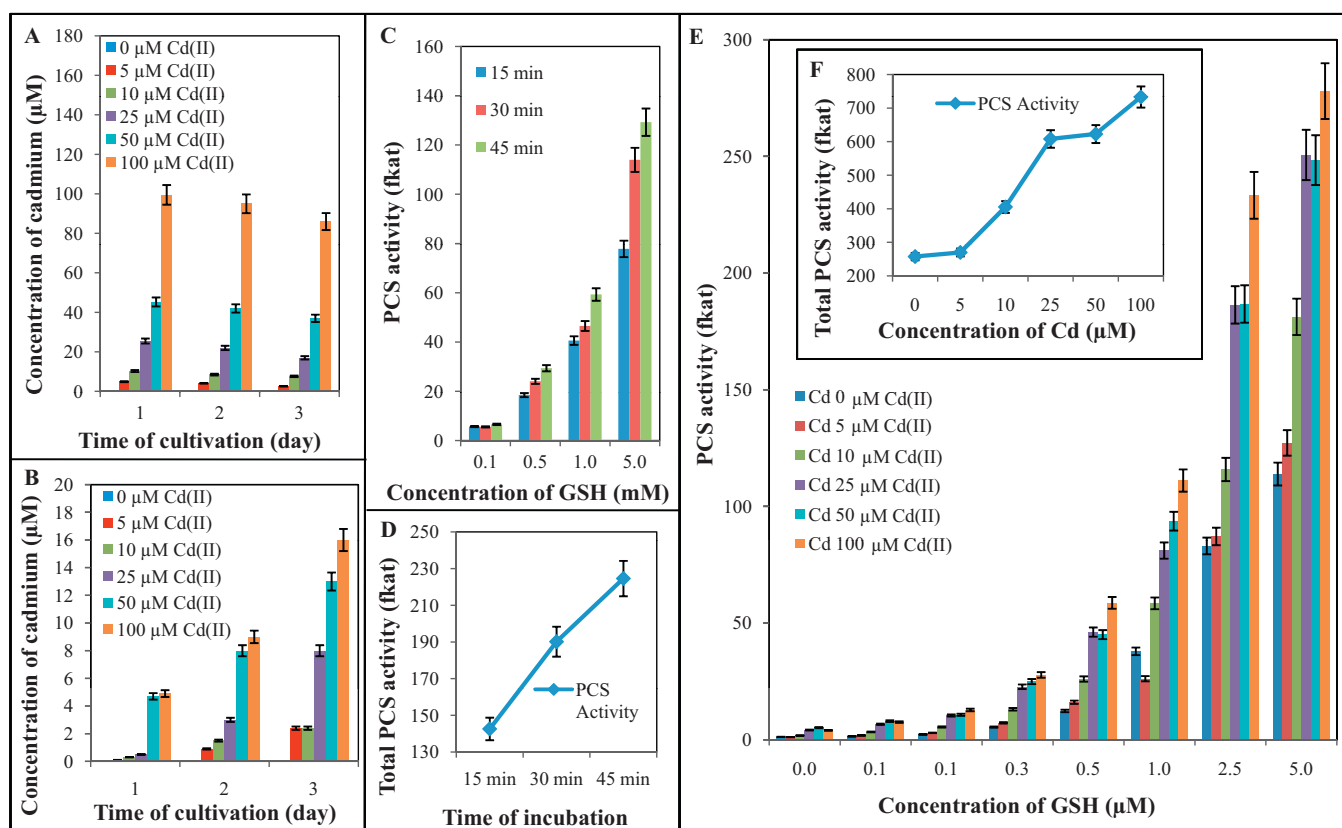 A
Concentration of cadmium (µM)
180
160
140
120
100
80
60
40
20
0
0 µM Cd(II)
5 µM Cd(II)
10 µM Cd(II)
25 µM Cd(II)
50 µM Cd(II)
100 µM Cd(II)
1 2 3
Time of cultivation (day)
B
Concentration of cadmium (µM)
20
18
16
14
12
10
8
6
4
2
0
0 µM Cd(II)
5 µM Cd(II)
10 µM Cd(II)
25 µM Cd(II)
50 µM Cd(II)
100 µM Cd(II)
1 2 3
Time of cultivation (day)
C
PCS activity (fkat)
160
140
120
100
80
60
40
20
0
15 min
30 min
45 min
0.1 0.5 1.0 5.0
Concentration of GSH (mM)
D
Total PCS activity (fkat)
250
230
210
190
170
150
130
PCS
Activity
15 min 30 min 45 min
Time of incubation
E
PCS activity (fkat)
300
250
200
150
100
50
0
F
Total PCS activity (fkat)
800
700
600
500
400
300
200
PCS Activity
0 5 10 25 50 100
Concentration of Cd (µM)
Cd 0 µM Cd(II)
Cd 5 µM Cd(II)
Cd 10 µM Cd(II)
Cd 25 µM Cd(II)
Cd 50 µM Cd(II)
Cd 100 µM Cd(II)
0.0 0.1 0.1 0.3 0.5 1.0 2.5 5.0
Concentration of GSH (µM)